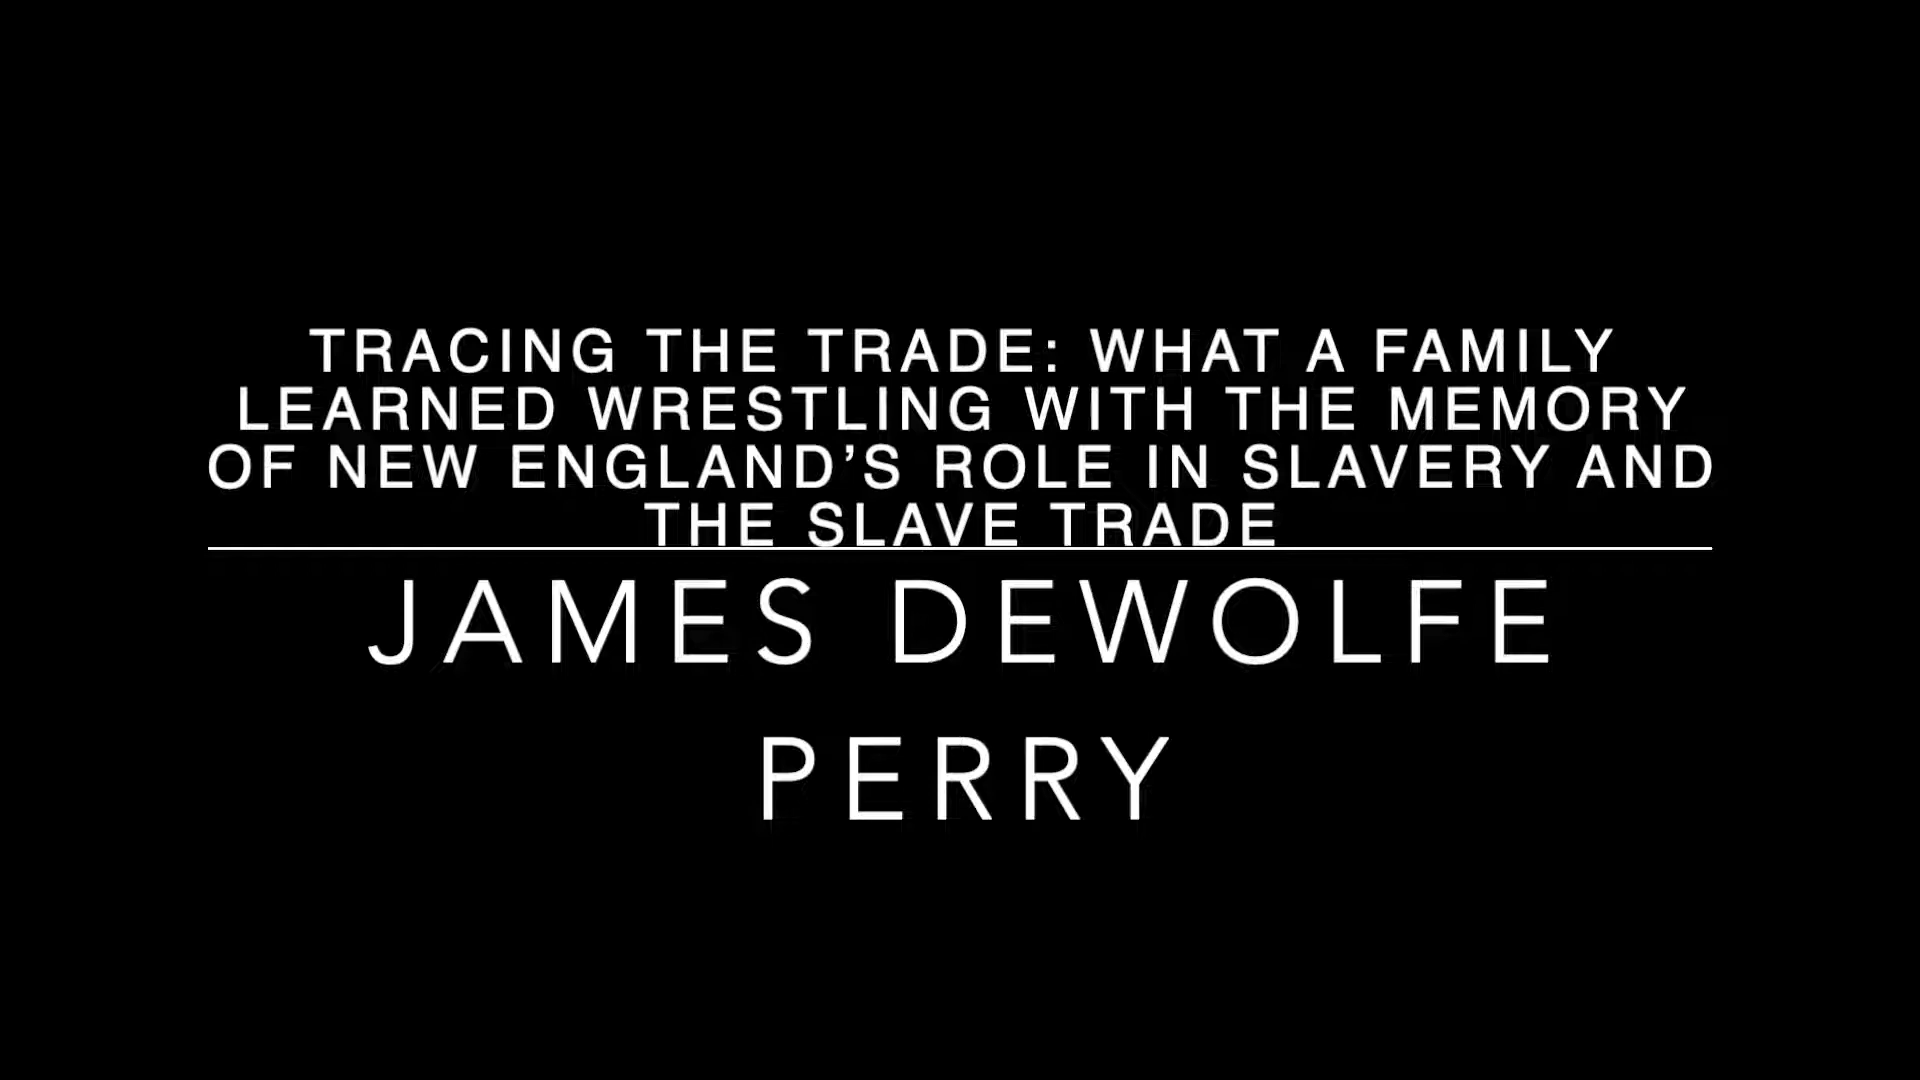 TRACING THE TRADE: WHAT A FAMILY
LEARNED WRESTLING WITH THE MEMORY
OF NEW ENGLAND’S ROLE IN SLAVERY AND
THE SLAVE TRADE
JAMES DEWOLFE
PERRY